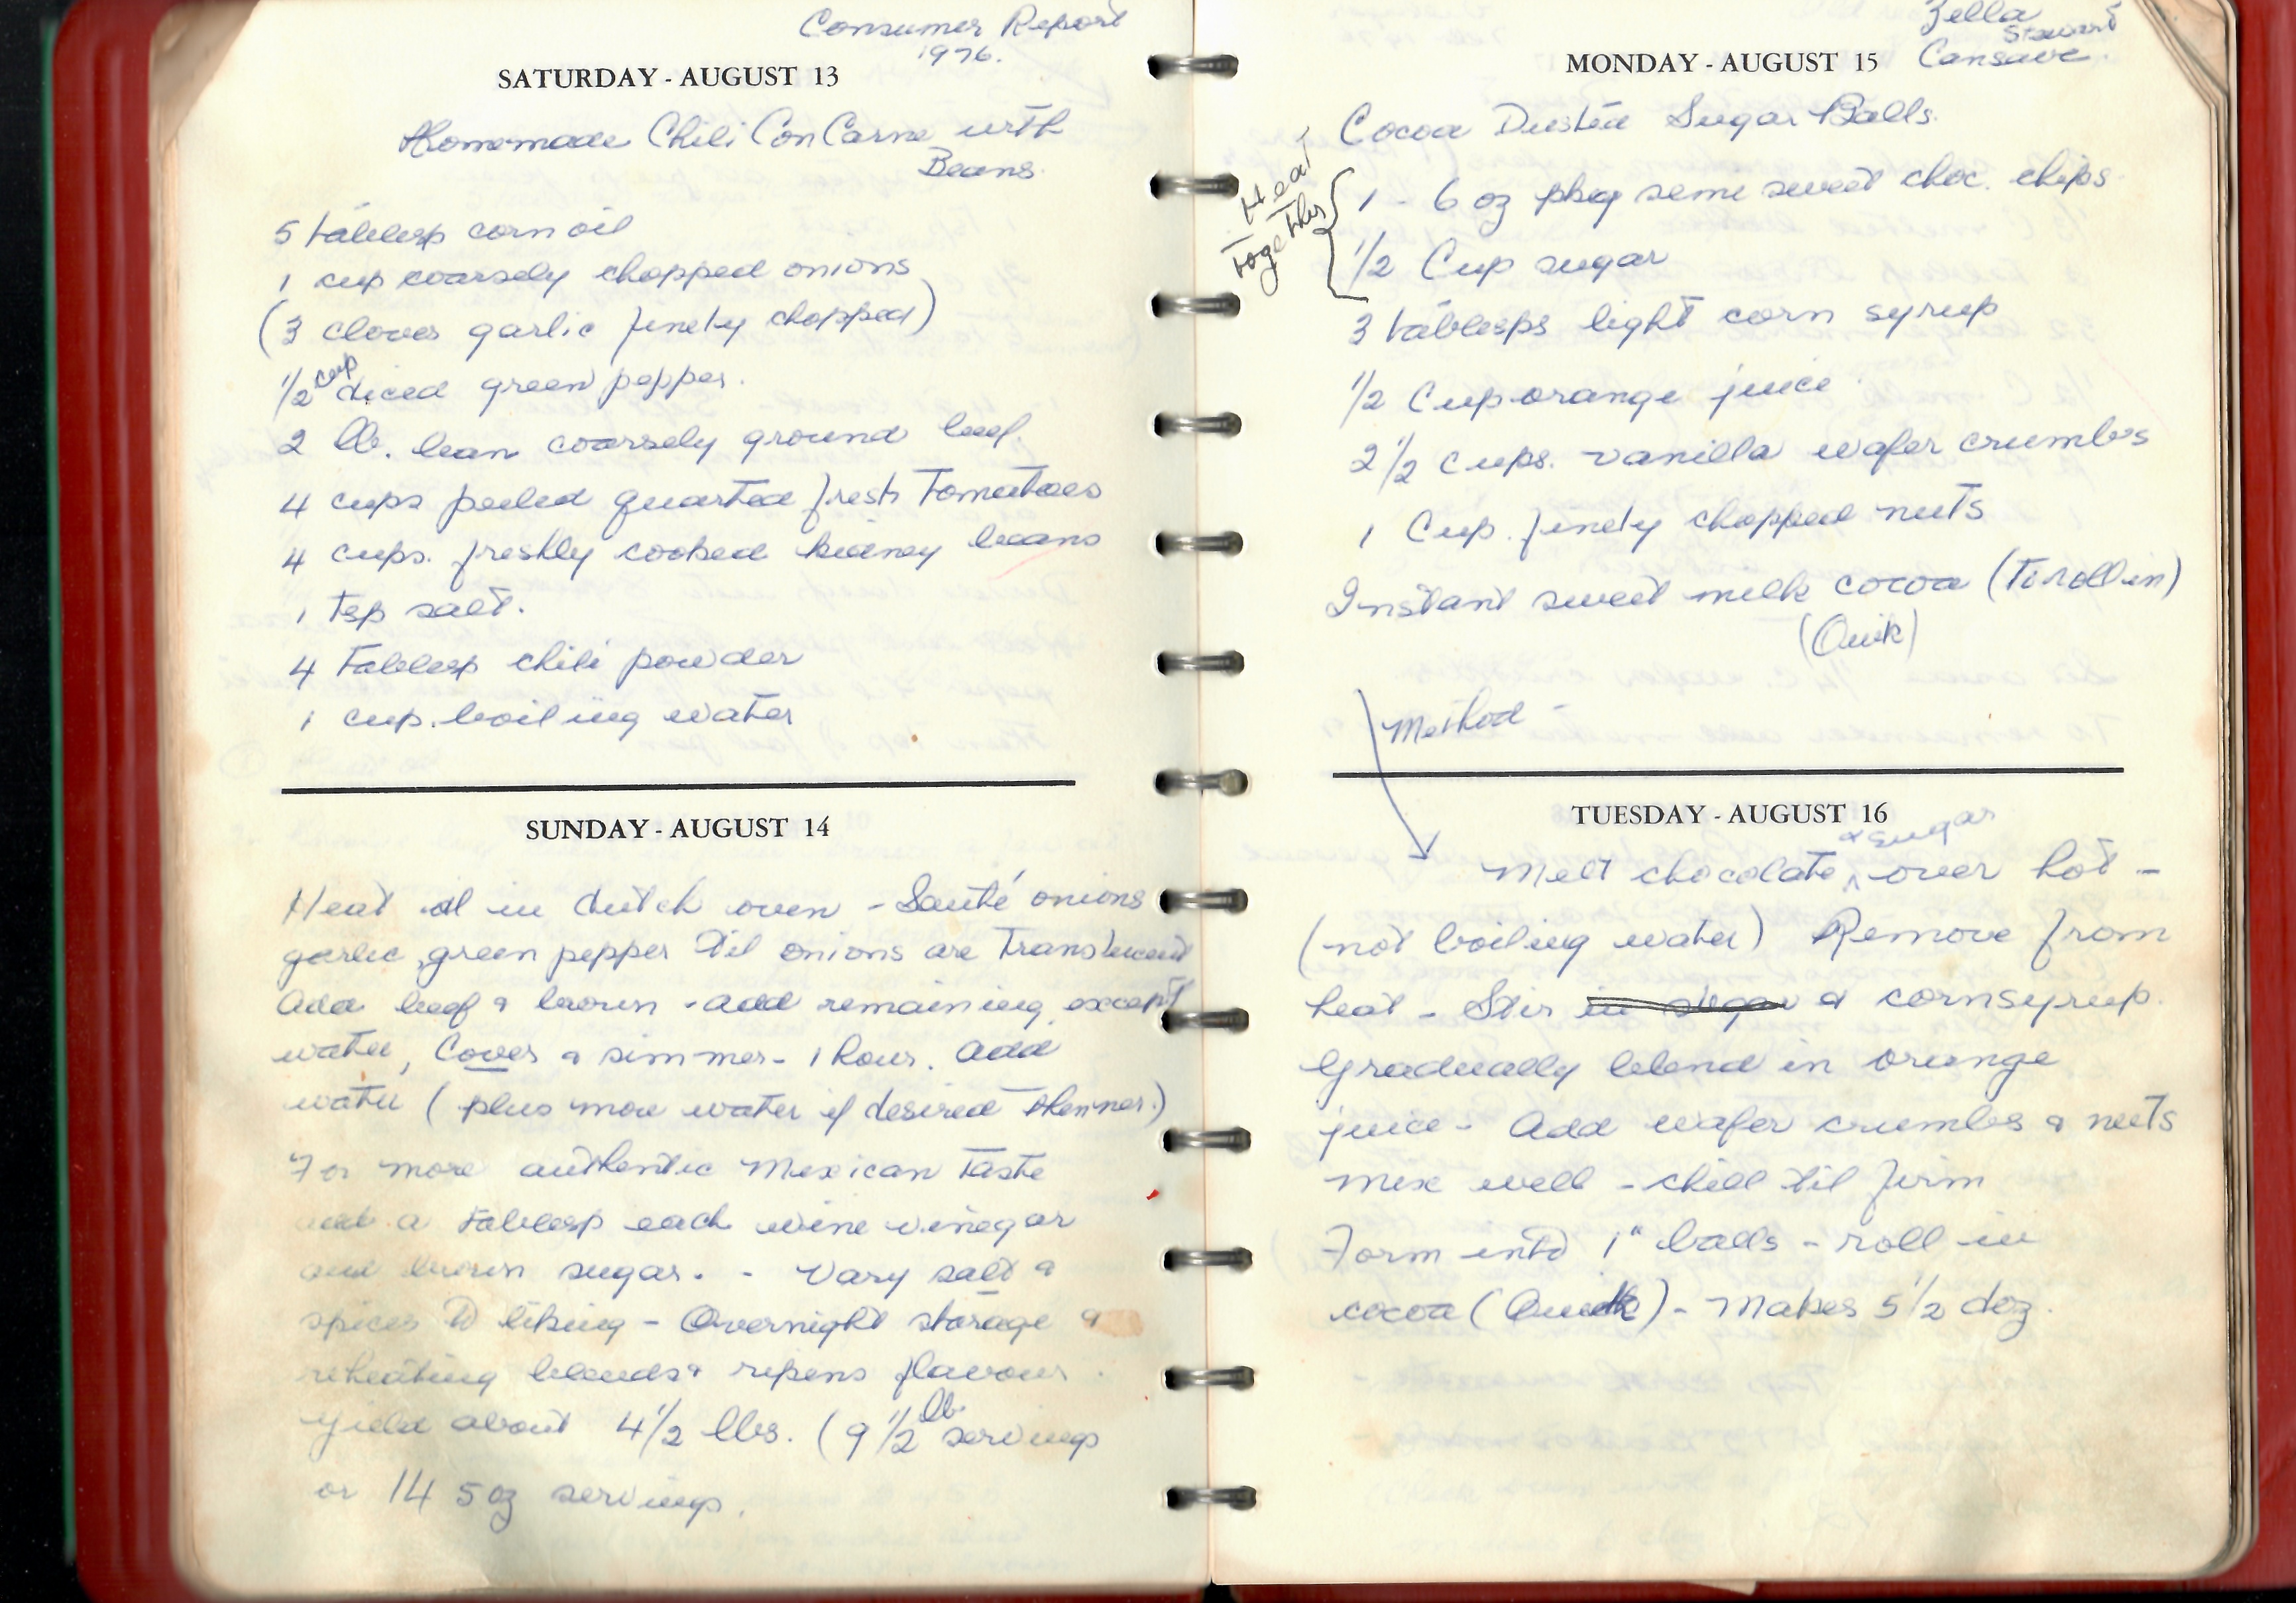 Consumer Report
1976.
SATURDAY - AUGUST 13
Homemade Chili Con Carne with
Beans
5 tablesp corn oil
1 cup coarsely chopped onions
(3 cloves garlic finely chopped)
1/2 cup diced green pepper.
2 lb. lean coarsely ground beef.
4 cups peeled quarted fresh Tomatoes
4 cups. freshly cooked kidney beans
1 tsp salt.
4 Tablesp chili powder
1 cup. boiling water
SUNDAY - AUGUST 14
Heat oil in dutch oven - Sauté onions
garlic, green pepper til onions are translucent
Add beef & brown - add remaining except
water, Cover & simmer - 1 hour. Add
water (plus more water if desired thinner.)
For more authentic Mexican taste
add a tablesp each wine vinegar
and brown sugar. - Vary salt &
spices to liking - Overnight storage &
reheating blends & ripens flavour.
Yield about 4 1/2 lbs. (9 1/2 lb. servings
or 14 5 oz servings.
Zella
Stewart
Cansave.
MONDAY - AUGUST 15
Cocoa Dusted Sugar Balls.
Heat
this
together
1 - 6 oz pkg semi sweet choc. chips
1/2 Cup sugar
3 tablesps light corn syrup
1/2 Cup orange juice
2 1/2 Cups. vanilla wafer crumbs
1 Cup. finely chopped nuts
Instant sweet milk cocoa (to roll in)
(Quik)
Method -
TUESDAY - AUGUST 16
Melt chocolate & sugar over hot -
(not boiling water) Remove from
heat - Stir in sugar & cornsyrup.
Gradually blend in orange
juice - Add wafer crumbs & nuts
mix well - chill til firm
Form into 1" balls - roll in
cocoa (Quik) - Makes 5 1/2 doz.